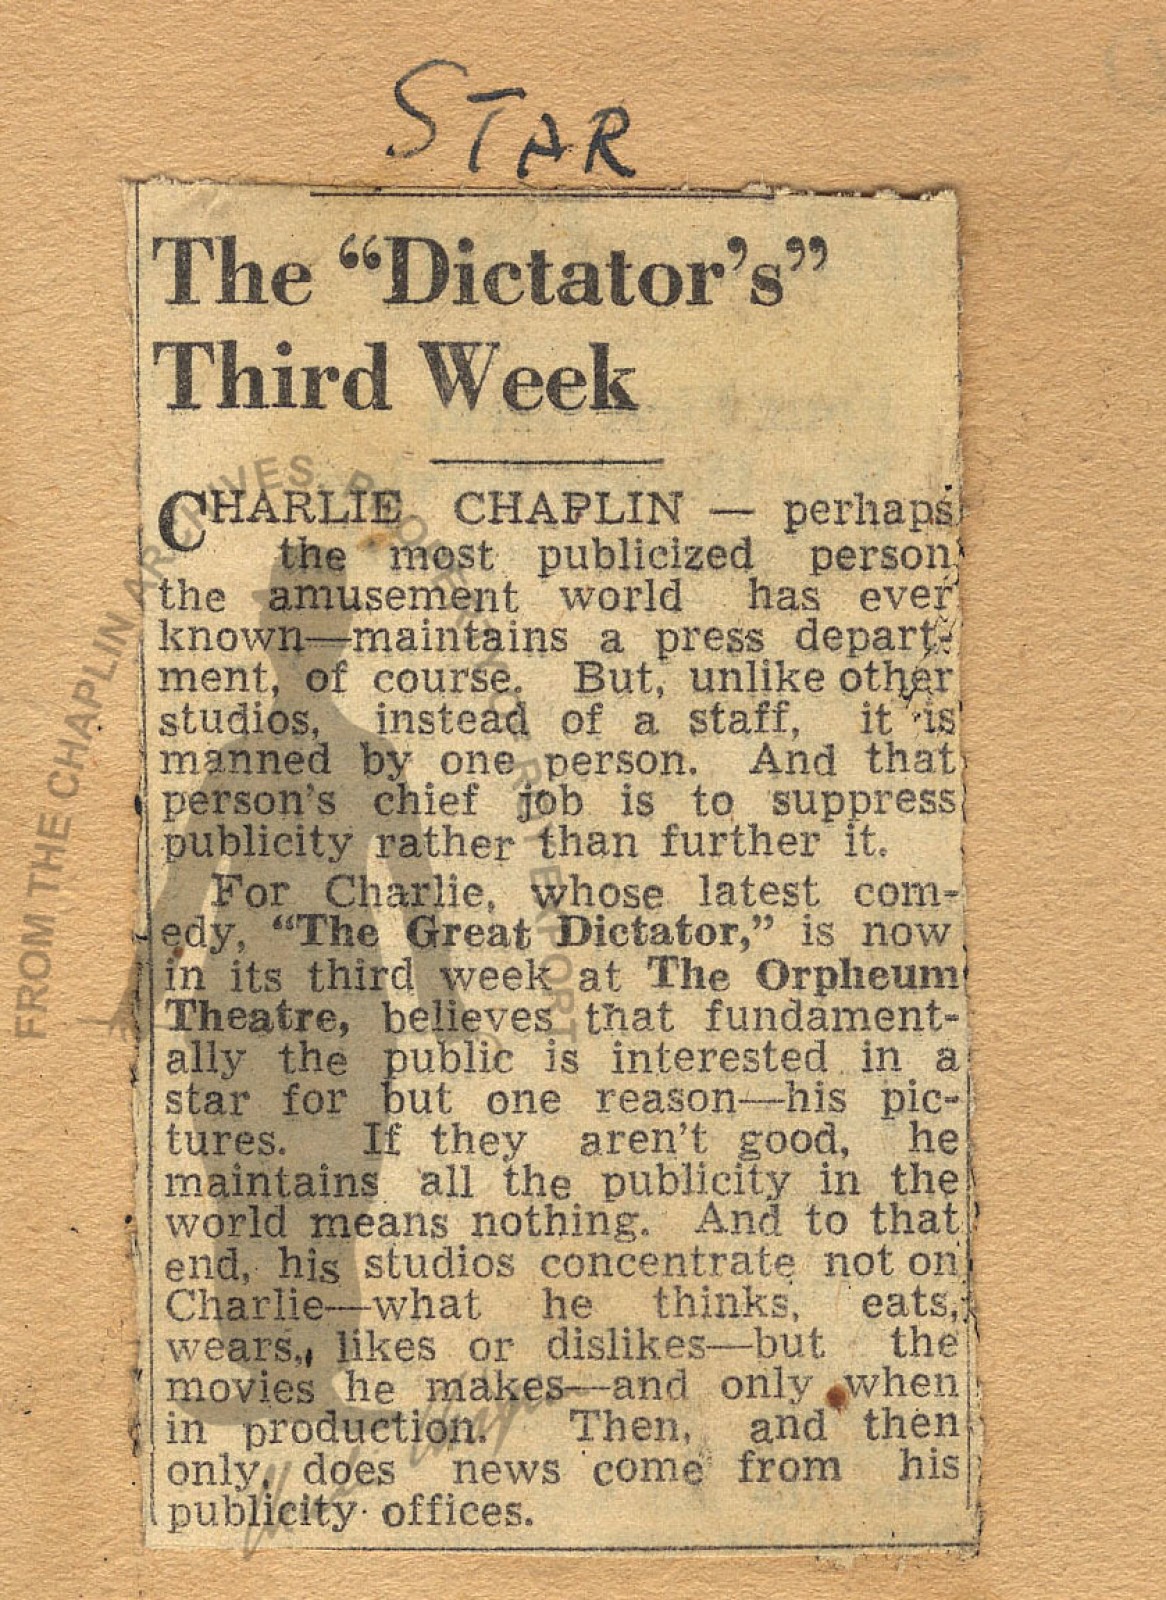 STAR
The “Dictator’s”
Third Week
CHARLIE CHAPLIN — perhaps
the most publicized person
the amusement world has ever
known—maintains a press depart-
ment, of course. But, unlike other
studios, instead of a staff, it is
manned by one person. And that
person's chief job is to suppress
publicity rather than further it.
For Charlie, whose latest com-
edy, “The Great Dictator,” is now
in its third week at The Orpheum
Theatre, believes that fundament-
ally the public is interested in a
star for but one reason—his pic-
tures. If they aren't good, he
maintains all the publicity in the
world means nothing. And to that
end, his studios concentrate not on
Charlie—what he thinks, eats,
wears, likes or dislikes—but the
movies he makes—and only when
in production. Then, and then
only, does news come from his
publicity offices.
FROM THE CHAPLIN ARCHIVES, PROPERTY OF ROY EXPORT